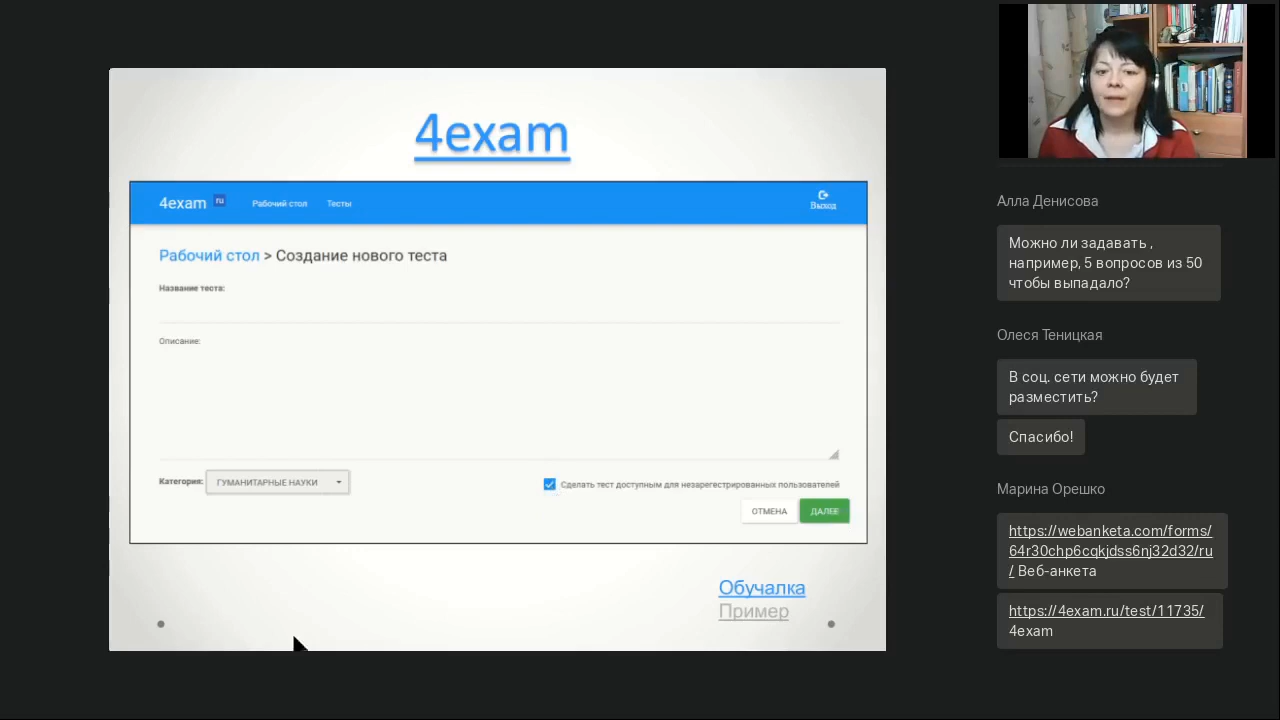 4exam
4exam ru Рабочий стол Тесты Выход
Рабочий стол > Создание нового теста
Название теста:
Описание:
Категория: ГУМАНИТАРНЫЕ НАУКИ
Сделать тест доступным для незарегестрированных пользователей
ОТМЕНА ДАЛЕЕ
Обучалка
Пример
Алла Денисова
Можно ли задавать ,
например, 5 вопросов из 50
чтобы выпадало?
Олеся Теницкая
В соц. сети можно будет
разместить?
Спасибо!
Марина Орешко
https://webanketa.com/forms/
64r30chp6cqkjdss6nj32d32/ru
/ Веб-анкета
https://4exam.ru/test/11735/
4exam